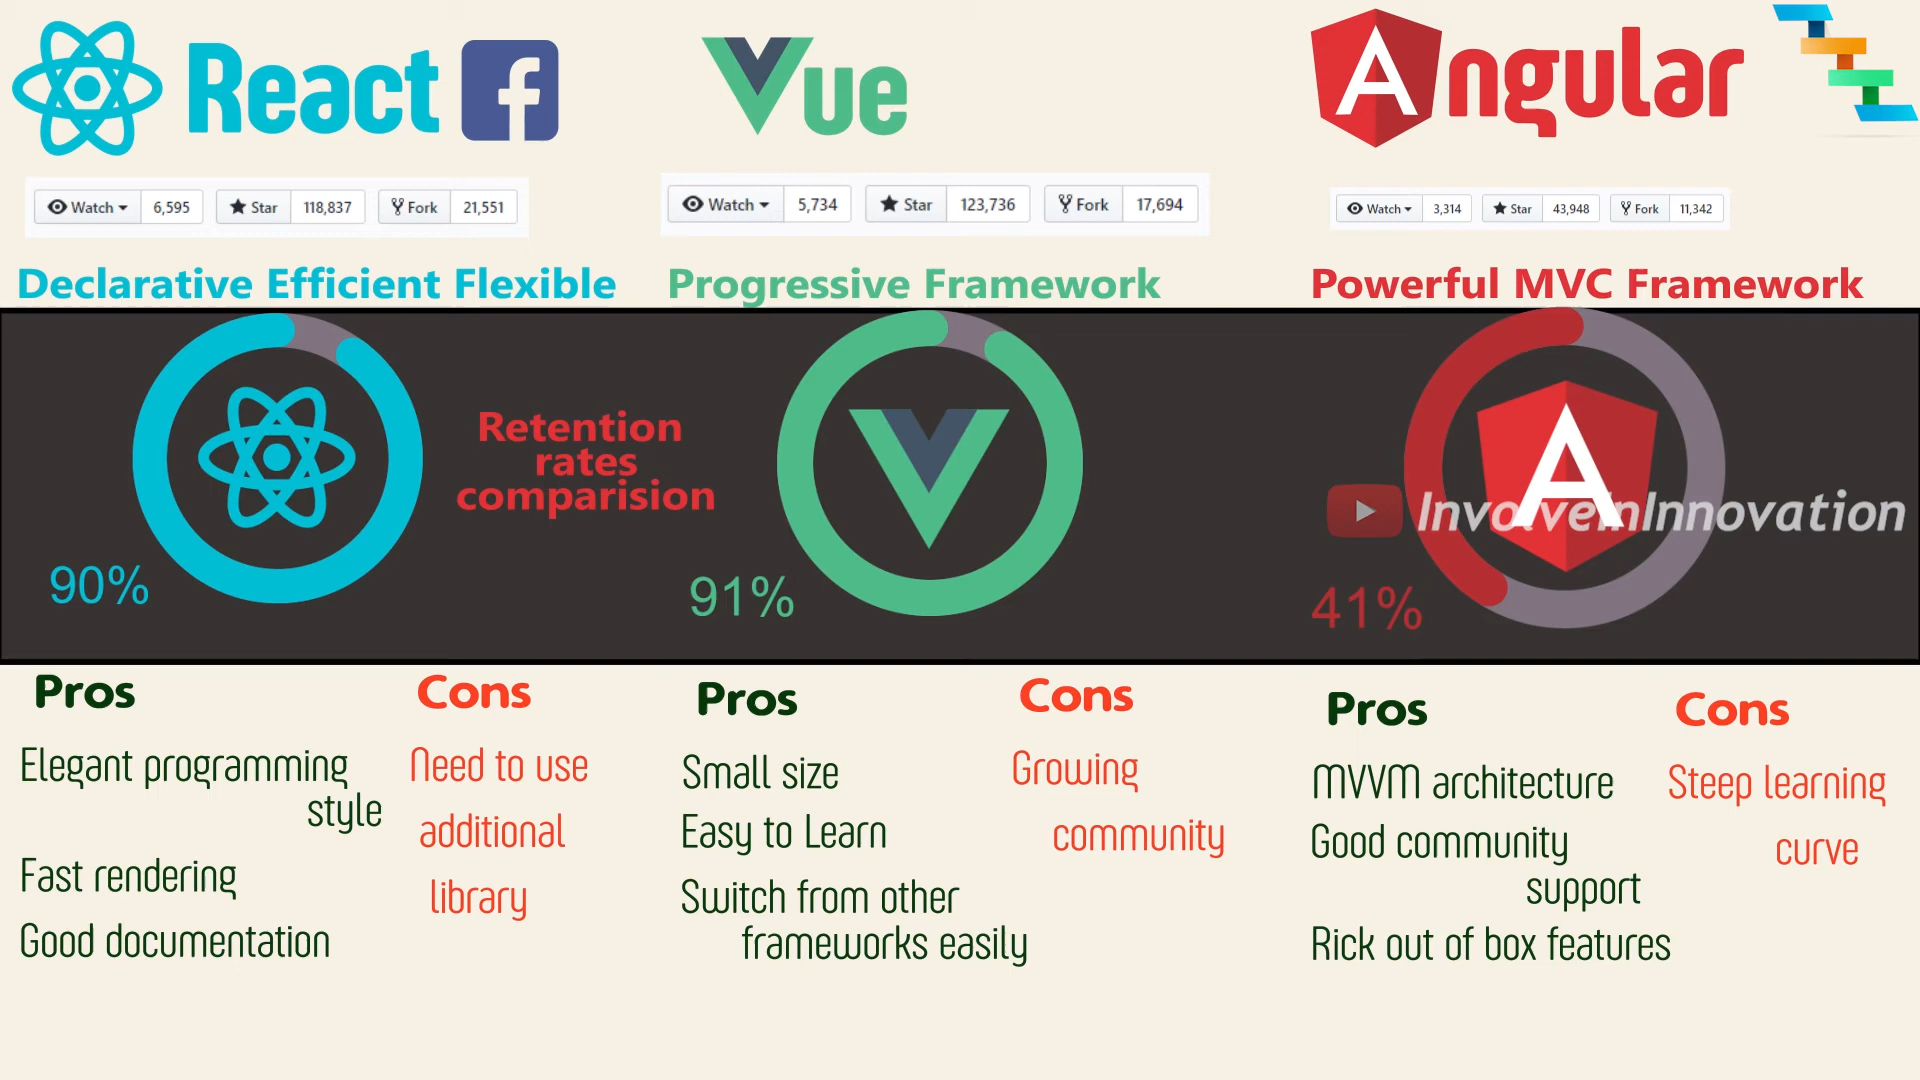 React
Vue
Angular
Watch 6,595 Star 118,837 Fork 21,551
Watch 5,734 Star 123,736 Fork 17,694
Watch 3,314 Star 43,948 Fork 11,342
Declarative Efficient Flexible
Progressive Framework
Powerful MVC Framework
Retention
rates
comparision
90%
91%
41%
InvolveInInnovation
Pros
Elegant programming
style
Fast rendering
Good documentation
Cons
Need to use
additional
library
Pros
Small size
Easy to Learn
Switch from other
frameworks easily
Cons
Growing
community
Pros
MVVM architecture
Good community
support
Rick out of box features
Cons
Steep learning
curve